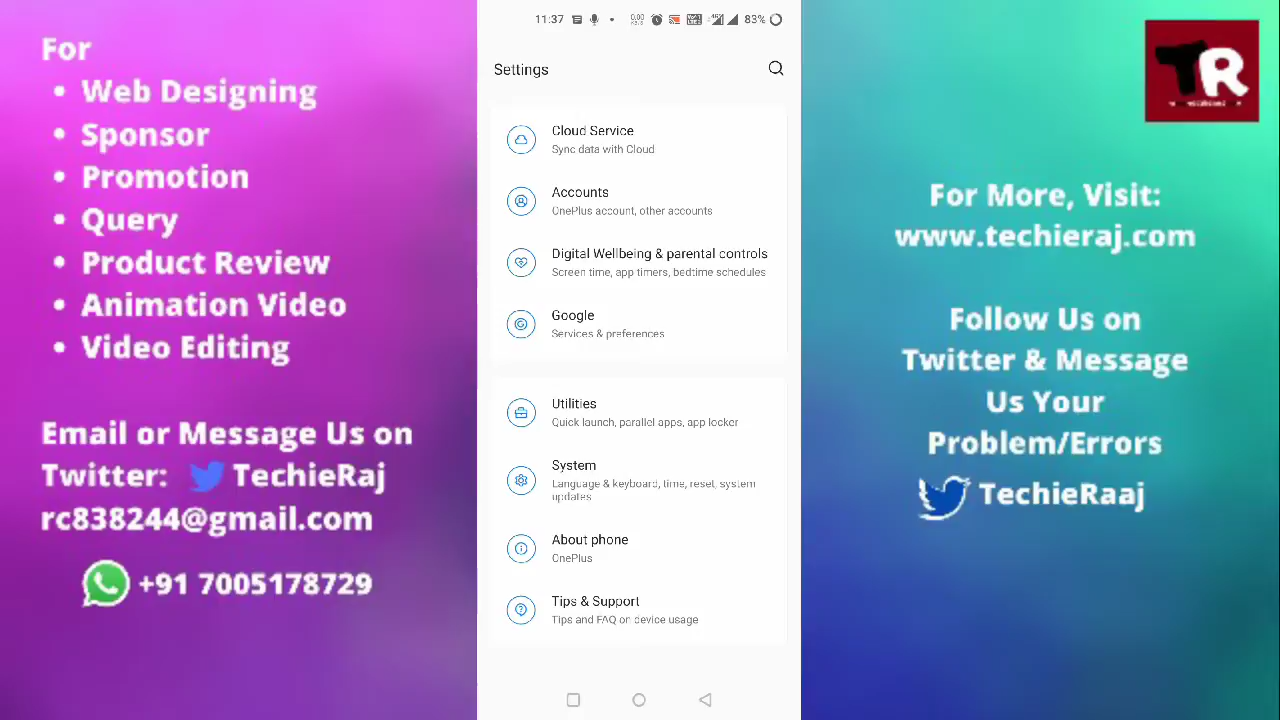 For
• Web Designing
• Sponsor
• Promotion
• Query
• Product Review
• Animation Video
• Video Editing
Email or Message Us on
Twitter: TechieRaj
rc838244@gmail.com
+91 7005178729
11:37
83%
Settings
Cloud Service
Sync data with Cloud
Accounts
OnePlus account, other accounts
Digital Wellbeing & parental controls
Screen time, app timers, bedtime schedules
Google
Services & preferences
Utilities
Quick launch, parallel apps, app locker
System
Language & keyboard, time, reset, system
updates
About phone
OnePlus
Tips & Support
Tips and FAQ on device usage
TR
For More, Visit:
www.techieraj.com
Follow Us on
Twitter & Message
Us Your
Problem/Errors
TechieRaaj